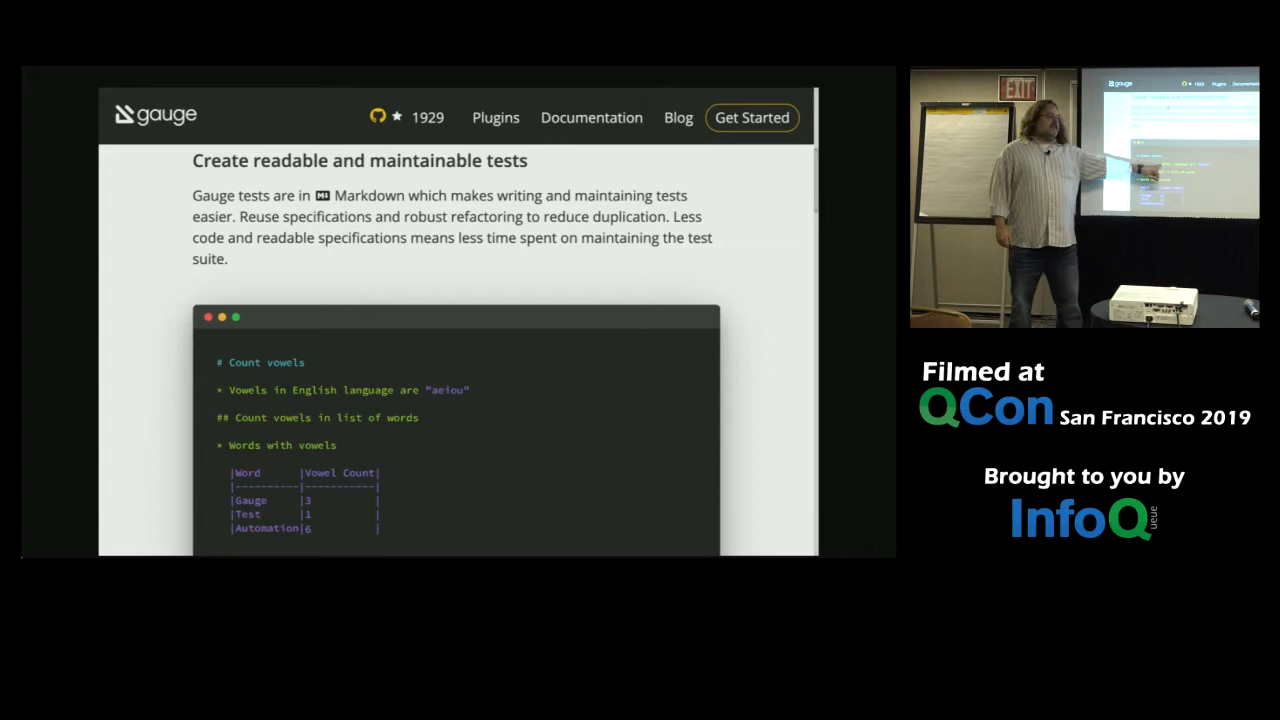 gauge
★ 1929 Plugins Documentation Blog Get Started
Create readable and maintainable tests
Gauge tests are in Markdown which makes writing and maintaining tests
easier. Reuse specifications and robust refactoring to reduce duplication. Less
code and readable specifications means less time spent on maintaining the test
suite.
# Count vowels
* Vowels in English language are "aeiou"
## Count vowels in list of words
* Words with vowels
|Word |Vowel Count|
|----------|-----------|
|Gauge |3 |
|Test |1 |
|Automation|6 |
EXIT
gauge
1929 Plugins
Filmed at
QCon San Francisco 2019
Brought to you by
InfoQ
ueue